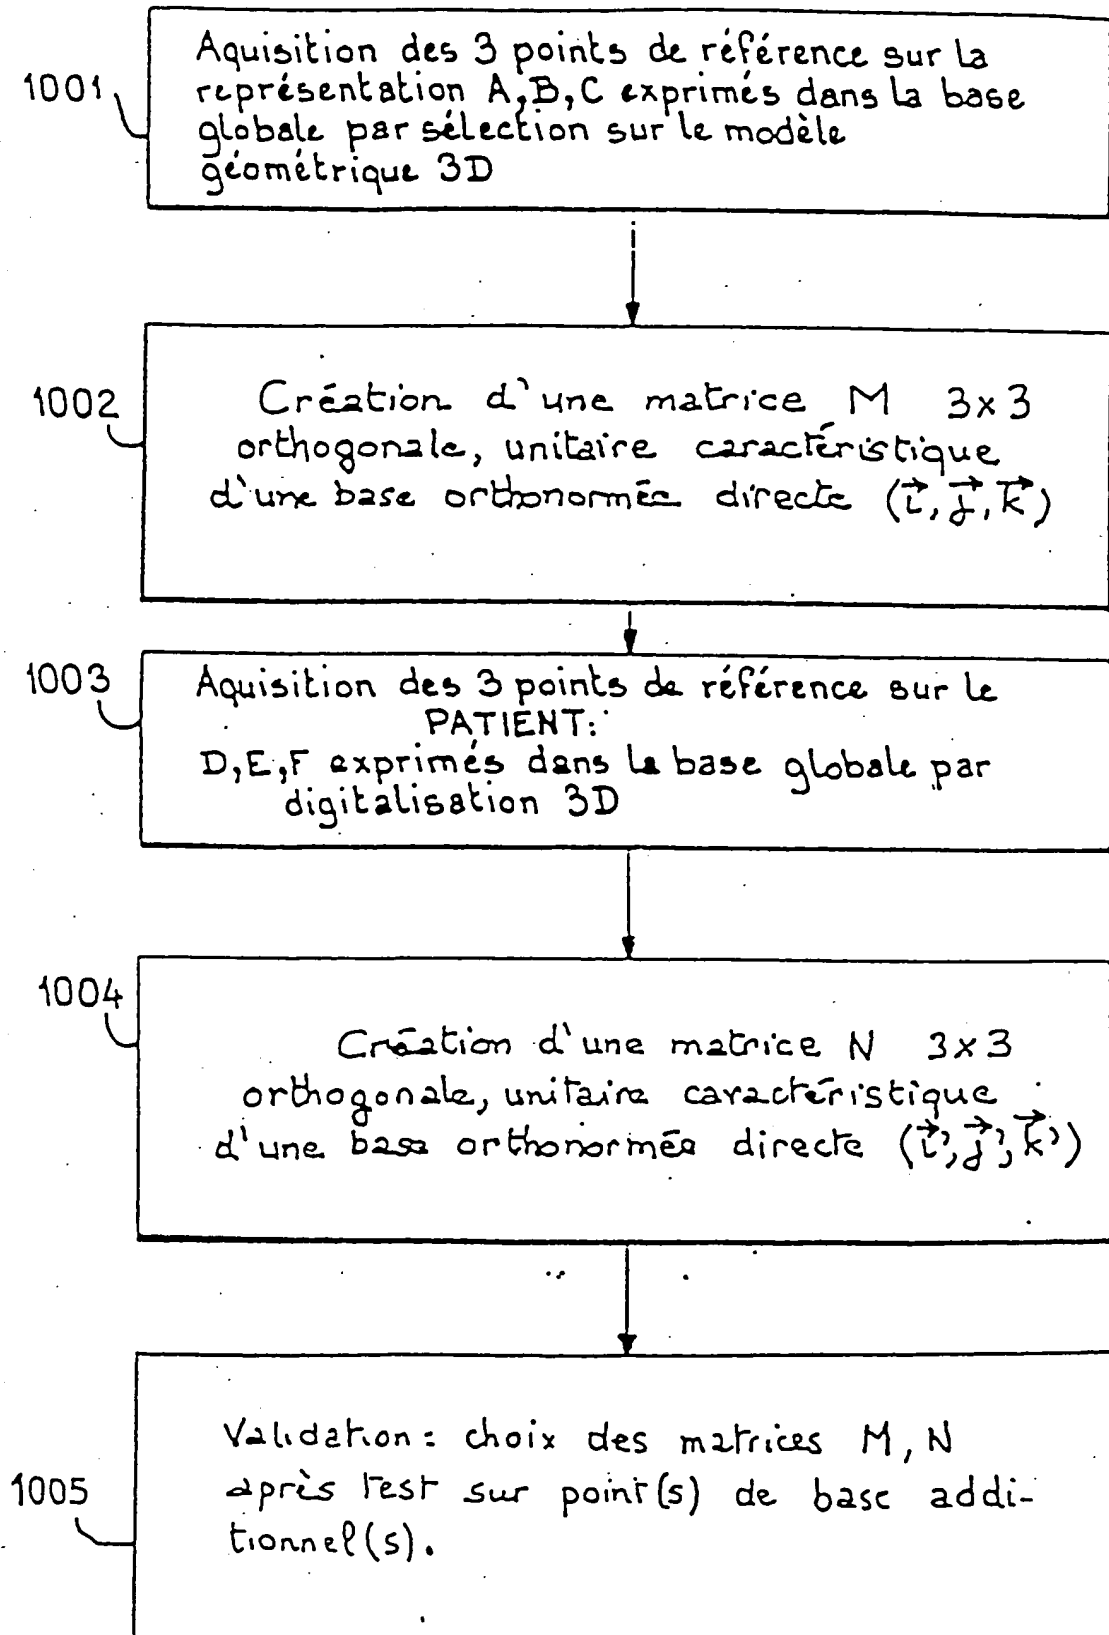 1001
Aquisition des 3 points de référence sur la
représentation A,B,C exprimés dans la base
globale par sélection sur le modèle
géométrique 3D
1002
Création d'une matrice M 3x3
orthogonale, unitaire caractéristique
d'une base orthonormée directe (i⃗, j⃗, k⃗)
1003
Aquisition des 3 points de référence sur le
PATIENT:
D,E,F exprimés dans la base globale par
digitalisation 3D
1004
Création d'une matrice N 3x3
orthogonale, unitaire caractéristique
d'une base orthonormée directe (i⃗', j⃗', k⃗')
1005
Validation: choix des matrices M, N
après test sur point(s) de base addi-
tionnel(s).